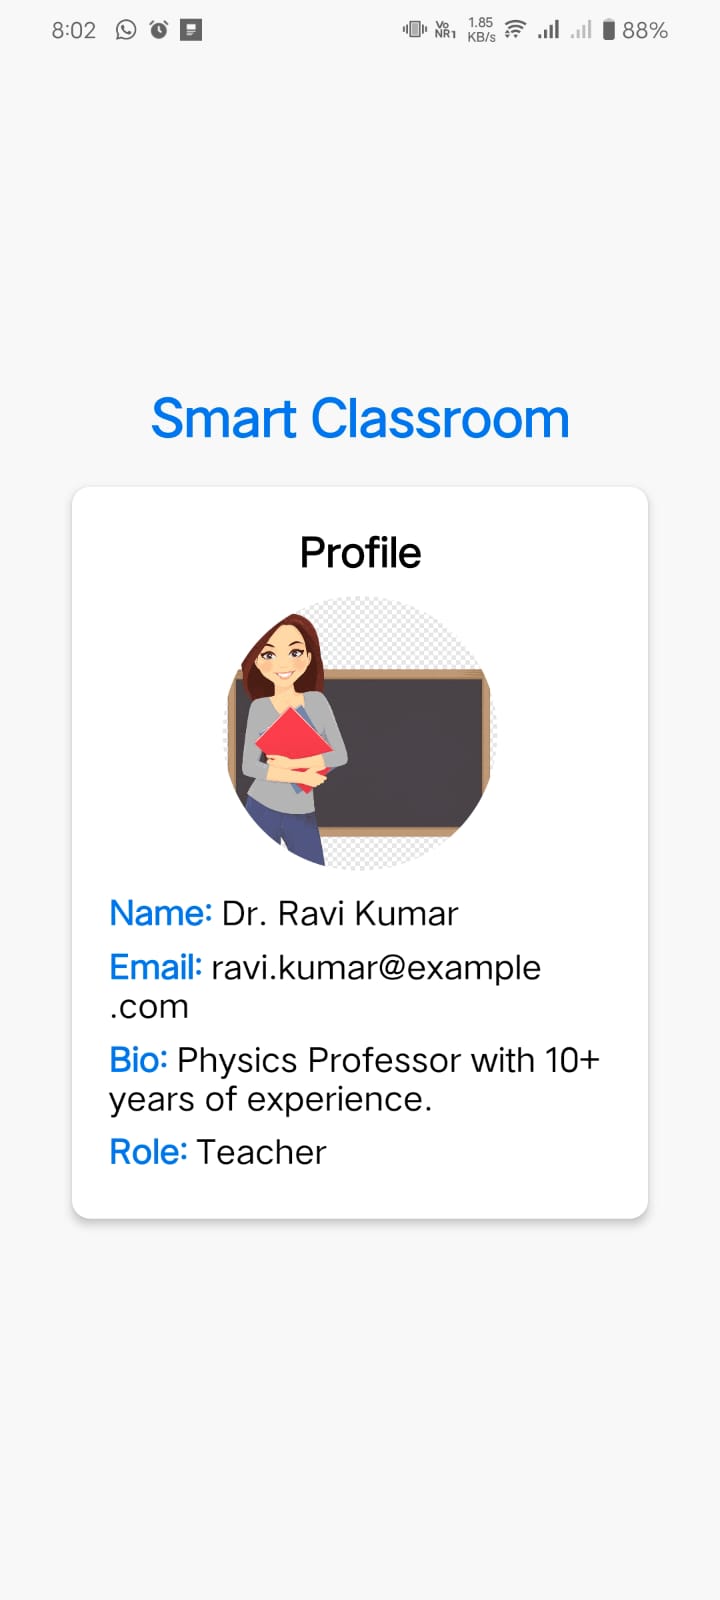 8:02 Vo NR1 1.85 KB/s 88%
Smart Classroom
Profile
Name: Dr. Ravi Kumar
Email: ravi.kumar@example
.com
Bio: Physics Professor with 10+
years of experience.
Role: Teacher